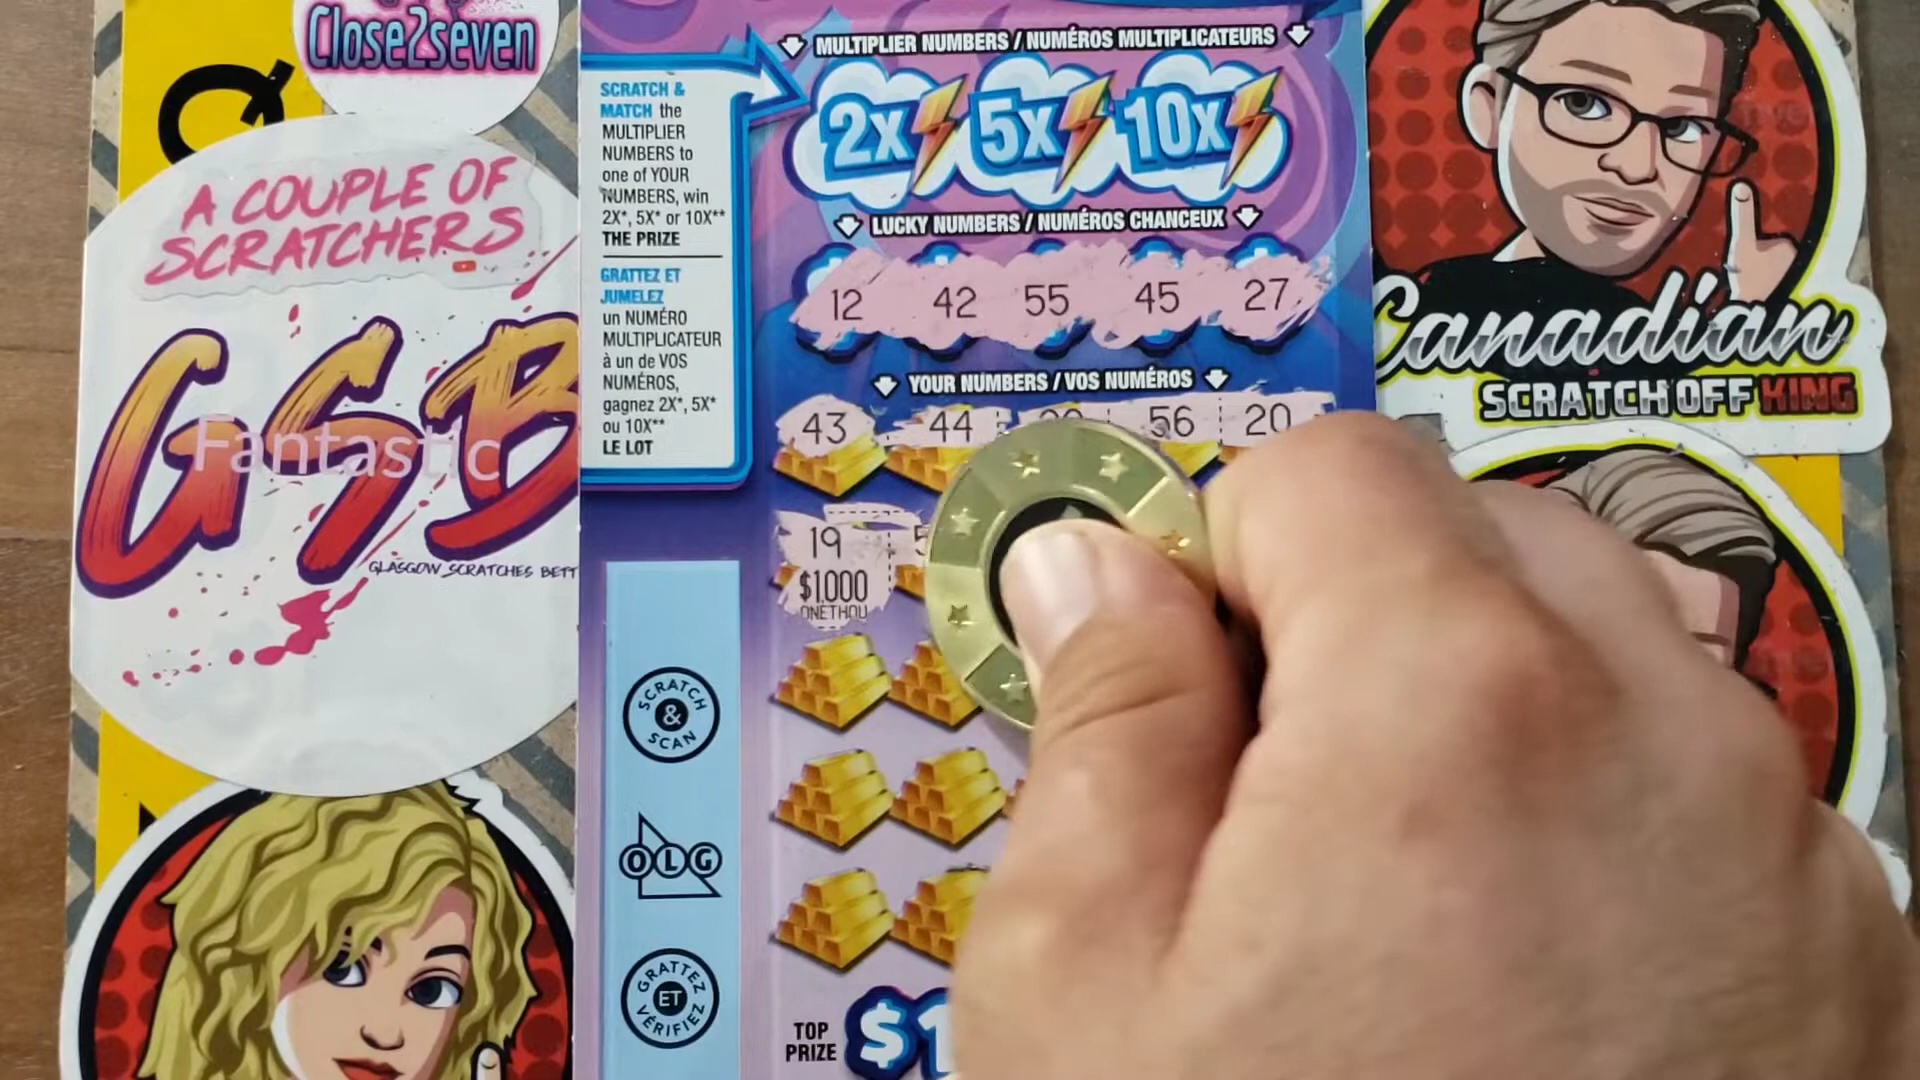 Close2seven
A COUPLE OF
SCRATCHERS
GSB
Fantastic
GLASGOW SCRATCHES BETT
MULTIPLIER NUMBERS / NUMÉROS MULTIPLICATEURS
2X 5X 10X
SCRATCH &
MATCH the
MULTIPLIER
NUMBERS to
one of YOUR
NUMBERS, win
2X*, 5X* or 10X**
THE PRIZE
GRATTEZ ET
JUMELEZ
un NUMÉRO
MULTIPLICATEUR
à un de VOS
NUMÉROS,
gagnez 2X*, 5X*
ou 10X**
LE LOT
LUCKY NUMBERS / NUMÉROS CHANCEUX
12 42 55 45 27
YOUR NUMBERS / VOS NUMÉROS
43 44 56 20
19
$1,000
ONETHOU
SCRATCH
&
SCAN
OLG
GRATTEZ
ET
VÉRIFIEZ
TOP
PRIZE
$1
Canadian
SCRATCH OFF KING